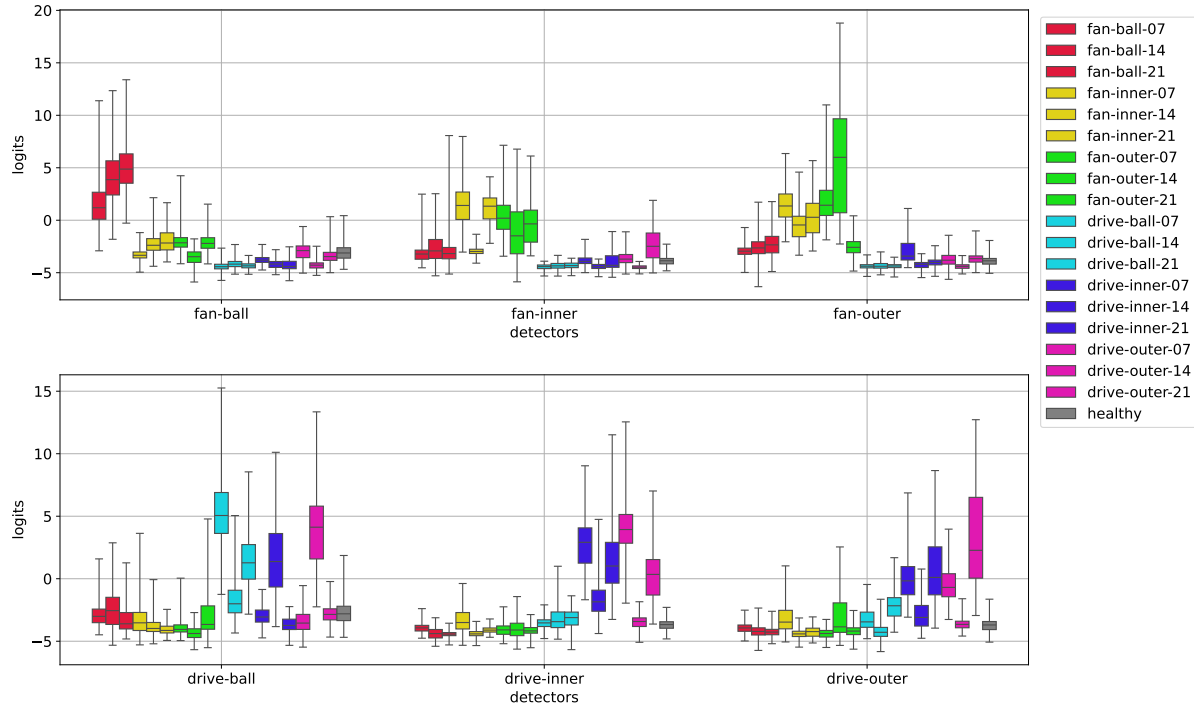 20
15
10
5
0
−5
logits
fan-ball
fan-inner
fan-outer
detectors
15
10
5
0
−5
logits
drive-ball
drive-inner
drive-outer
detectors
fan-ball-07
fan-ball-14
fan-ball-21
fan-inner-07
fan-inner-14
fan-inner-21
fan-outer-07
fan-outer-14
fan-outer-21
drive-ball-07
drive-ball-14
drive-ball-21
drive-inner-07
drive-inner-14
drive-inner-21
drive-outer-07
drive-outer-14
drive-outer-21
healthy